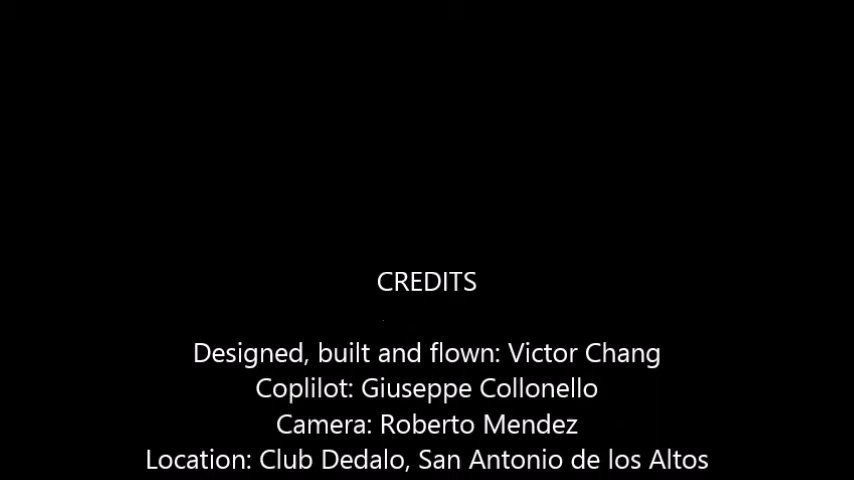 CREDITS
Designed, built and flown: Victor Chang
Coplilot: Giuseppe Collonello
Camera: Roberto Mendez
Location: Club Dedalo, San Antonio de los Altos